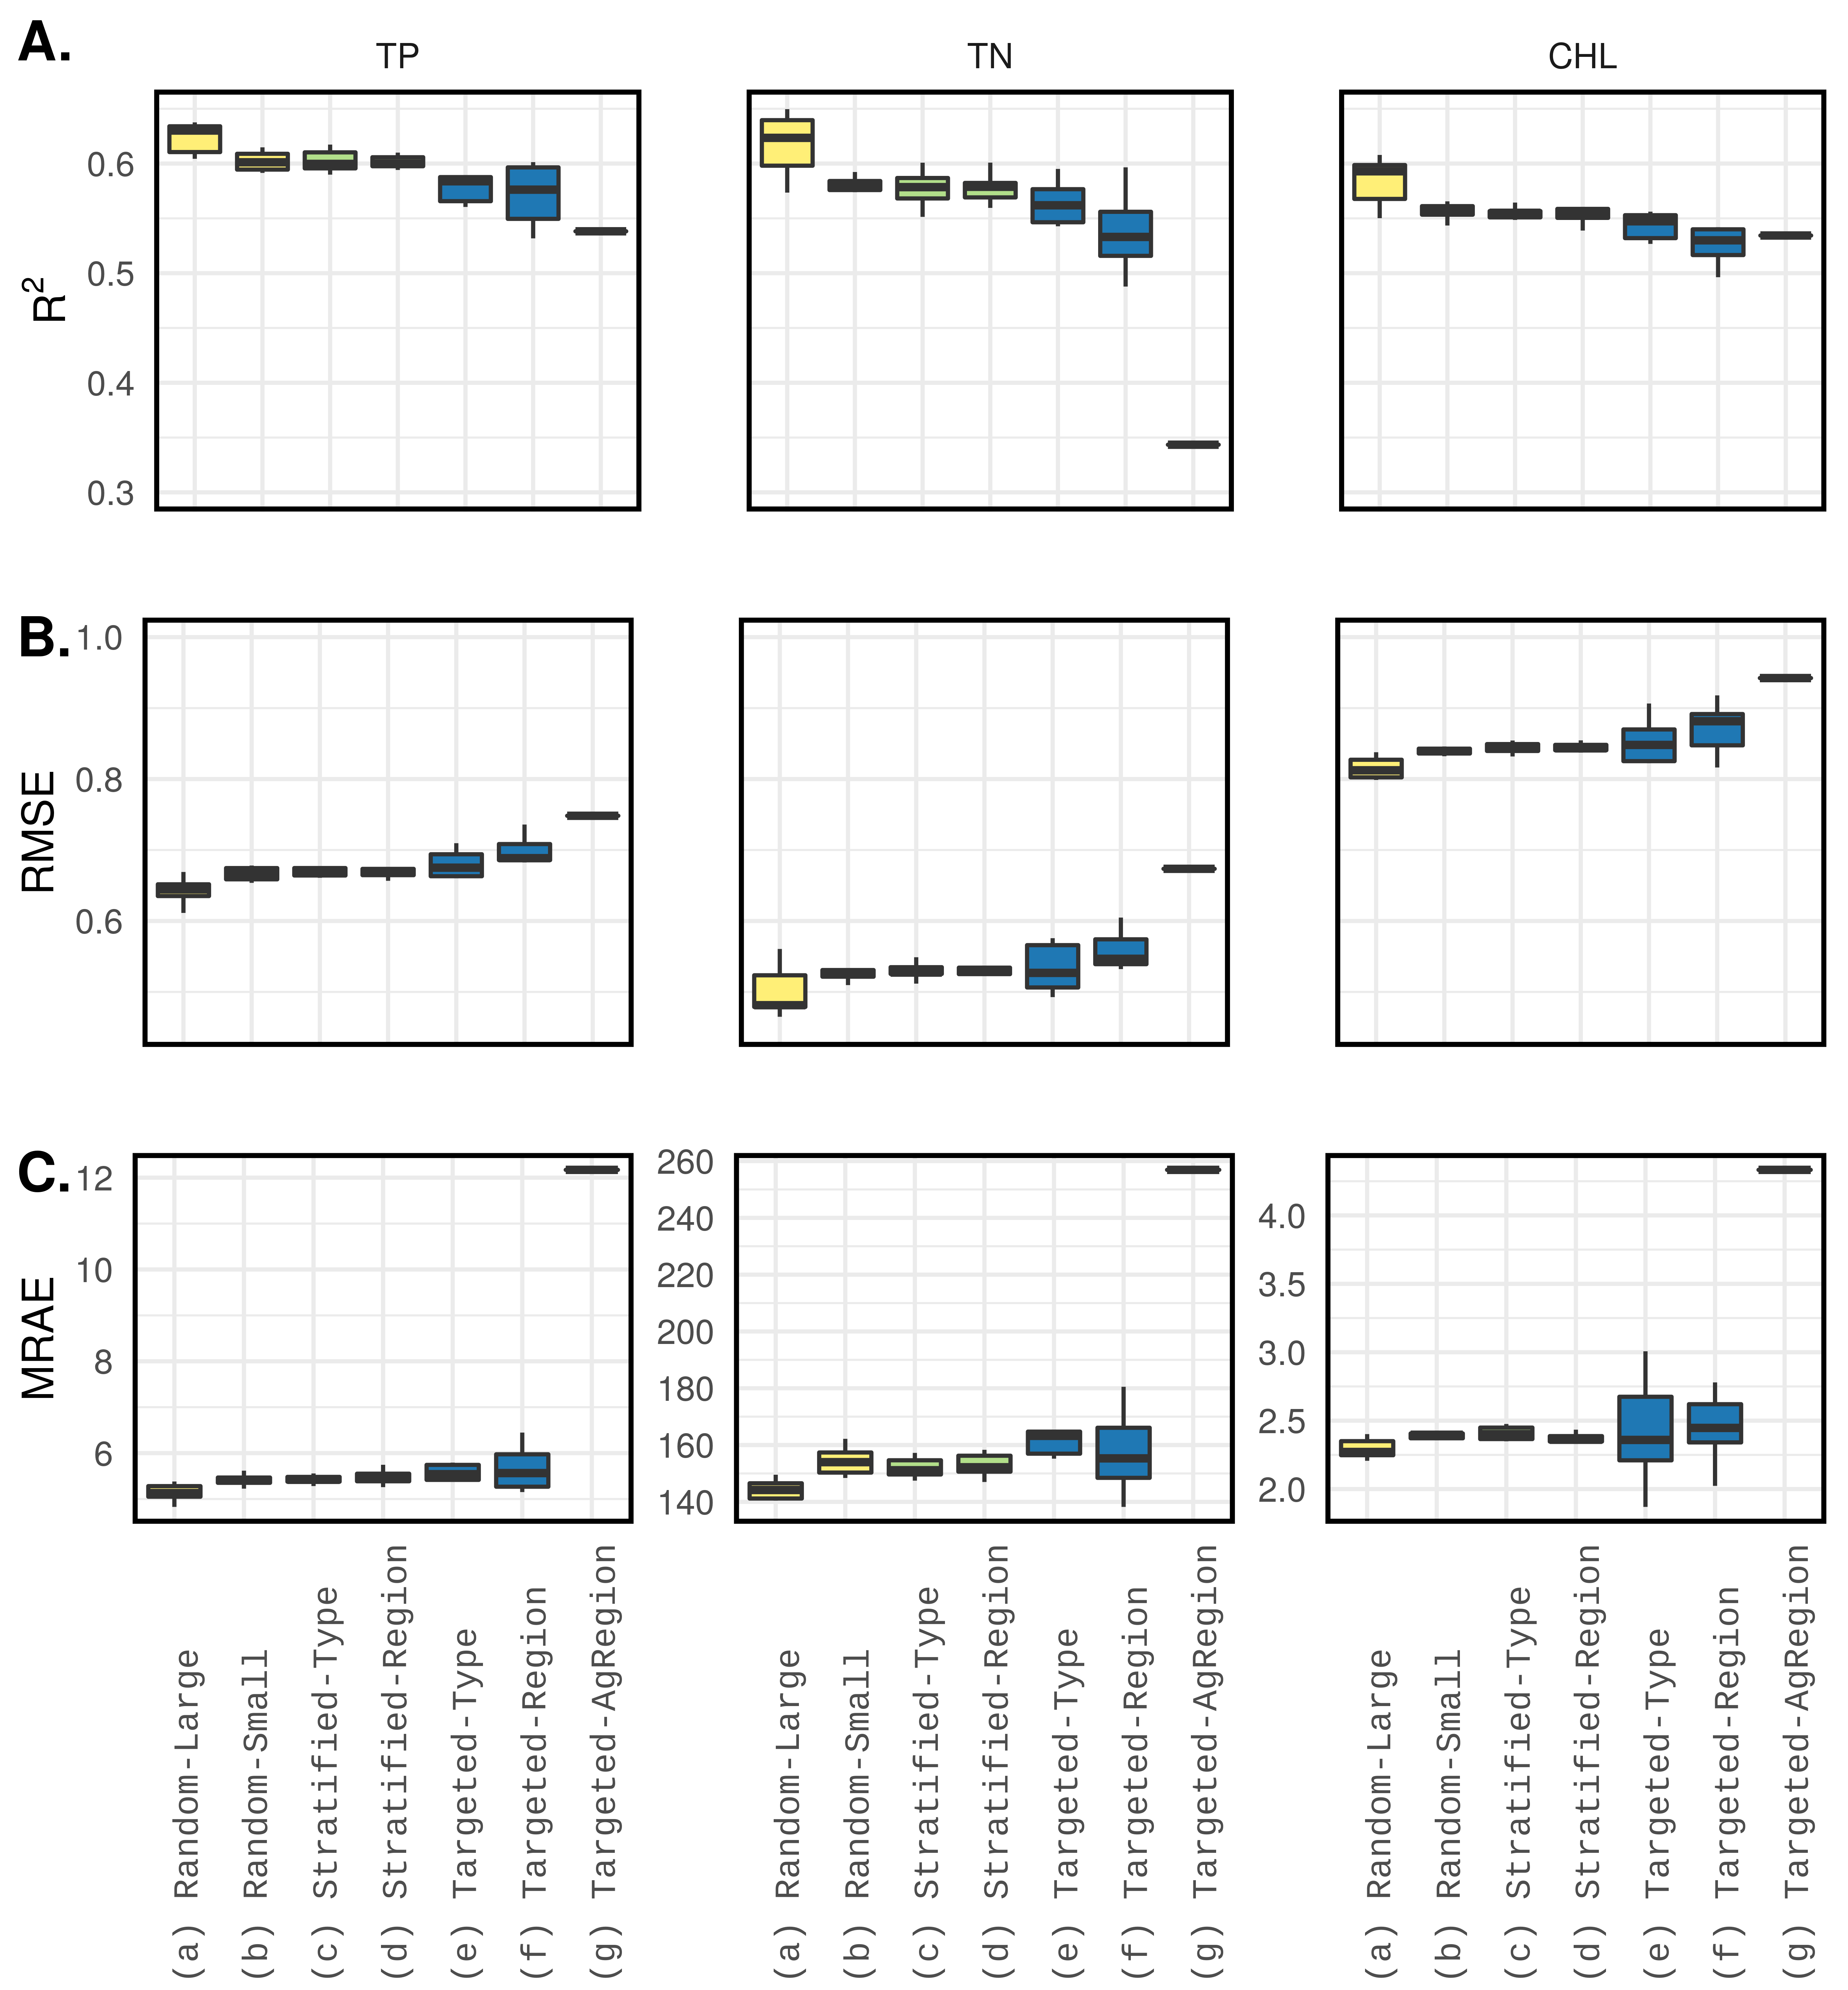 A.
TP TN CHL
0.6
0.5
0.4
0.3
R2
B.
1.0
0.8
0.6
RMSE
C.
12
10
8
6
MRAE
260
240
220
200
180
160
140
4.0
3.5
3.0
2.5
2.0
(a) Random-Large
(b) Random-Small
(c) Stratified-Type
(d) Stratified-Region
(e) Targeted-Type
(f) Targeted-Region
(g) Targeted-AgRegion
(a) Random-Large
(b) Random-Small
(c) Stratified-Type
(d) Stratified-Region
(e) Targeted-Type
(f) Targeted-Region
(g) Targeted-AgRegion
(a) Random-Large
(b) Random-Small
(c) Stratified-Type
(d) Stratified-Region
(e) Targeted-Type
(f) Targeted-Region
(g) Targeted-AgRegion